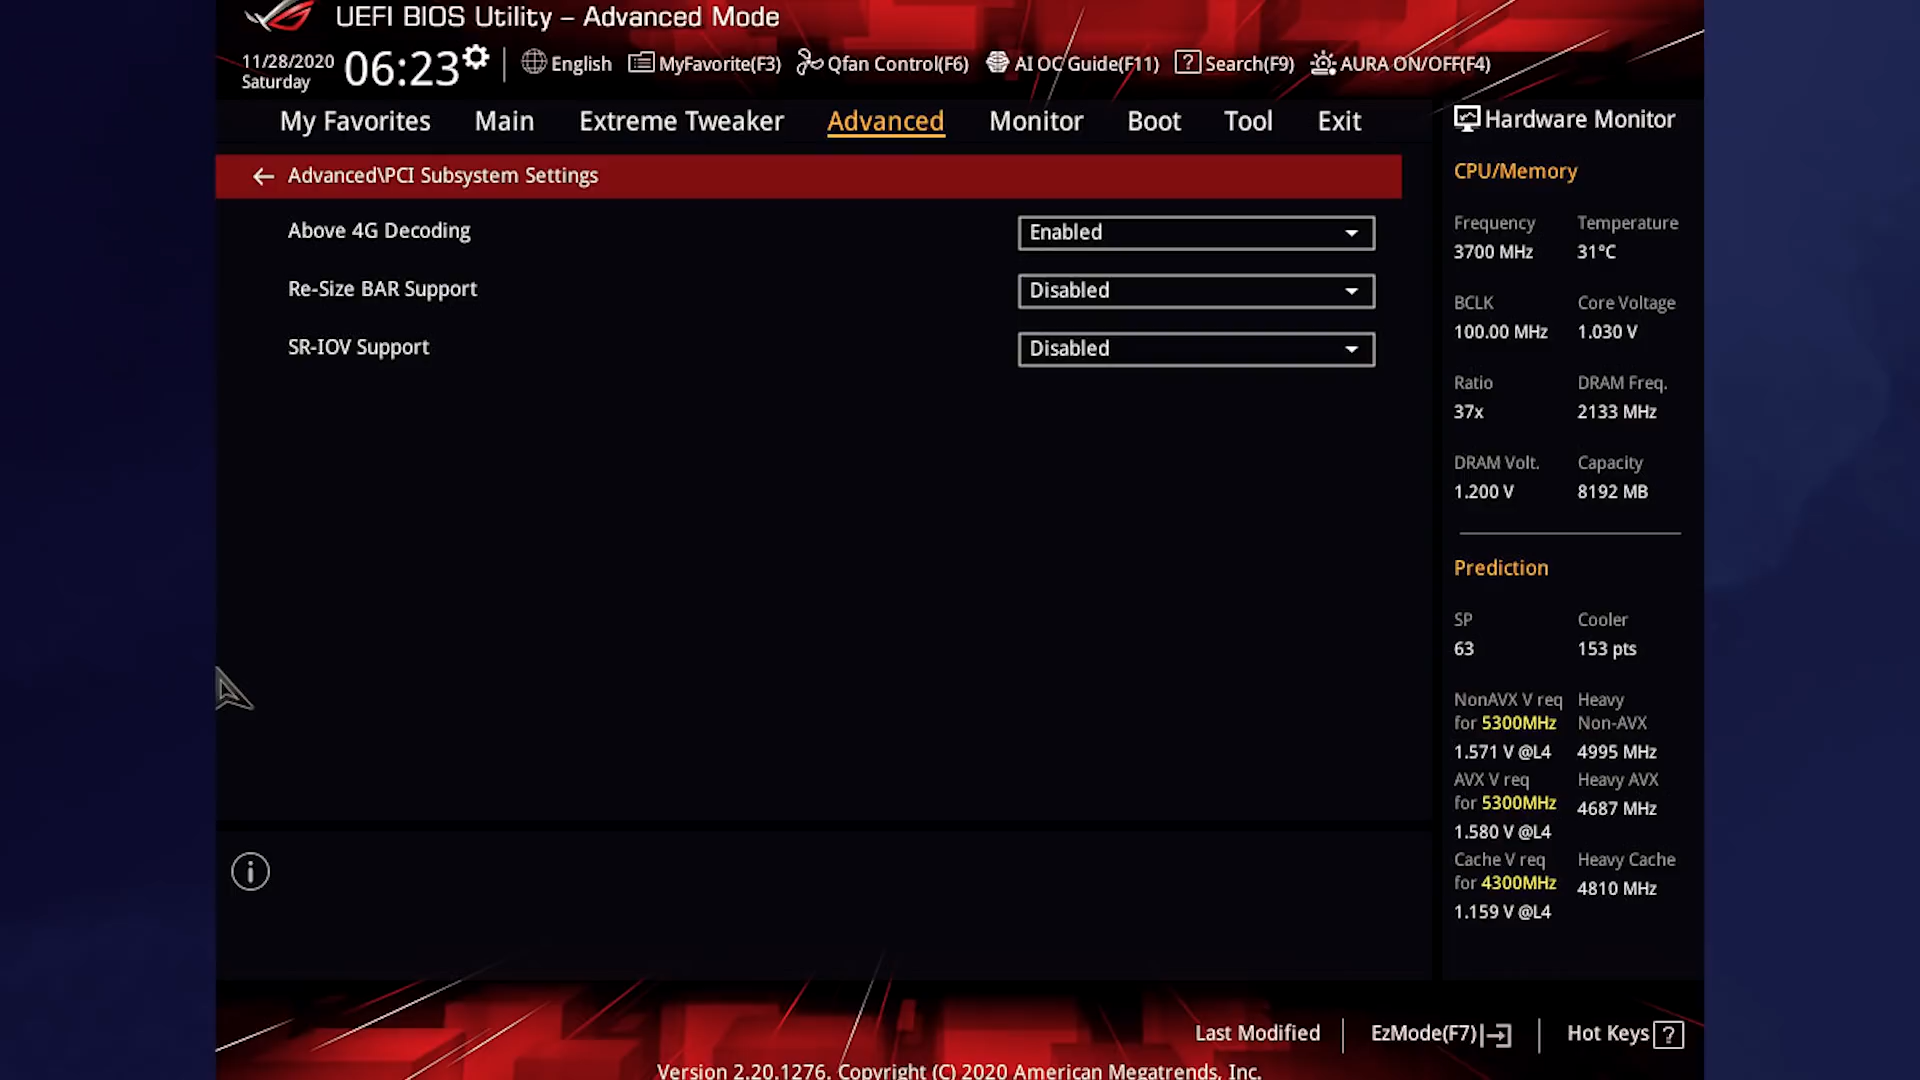 UEFI BIOS Utility – Advanced Mode
11/28/2020
Saturday
06:23
English
MyFavorite(F3)
Qfan Control(F6)
AI OC Guide(F11)
? Search(F9)
AURA ON/OFF(F4)
My Favorites Main Extreme Tweaker Advanced Monitor Boot Tool Exit
← Advanced\PCI Subsystem Settings
Above 4G Decoding Enabled
Re-Size BAR Support Disabled
SR-IOV Support Disabled
Hardware Monitor
CPU/Memory
Frequency Temperature
3700 MHz 31°C
BCLK Core Voltage
100.00 MHz 1.030 V
Ratio DRAM Freq.
37x 2133 MHz
DRAM Volt. Capacity
1.200 V 8192 MB
Prediction
SP Cooler
63 153 pts
NonAVX V req Heavy
for 5300MHz Non-AVX
1.571 V @L4 4995 MHz
AVX V req Heavy AVX
for 5300MHz 4687 MHz
1.580 V @L4
Cache V req Heavy Cache
for 4300MHz 4810 MHz
1.159 V @L4
i
Last Modified EzMode(F7) Hot Keys ?
Version 2.20.1276. Copyright (C) 2020 American Megatrends, Inc.